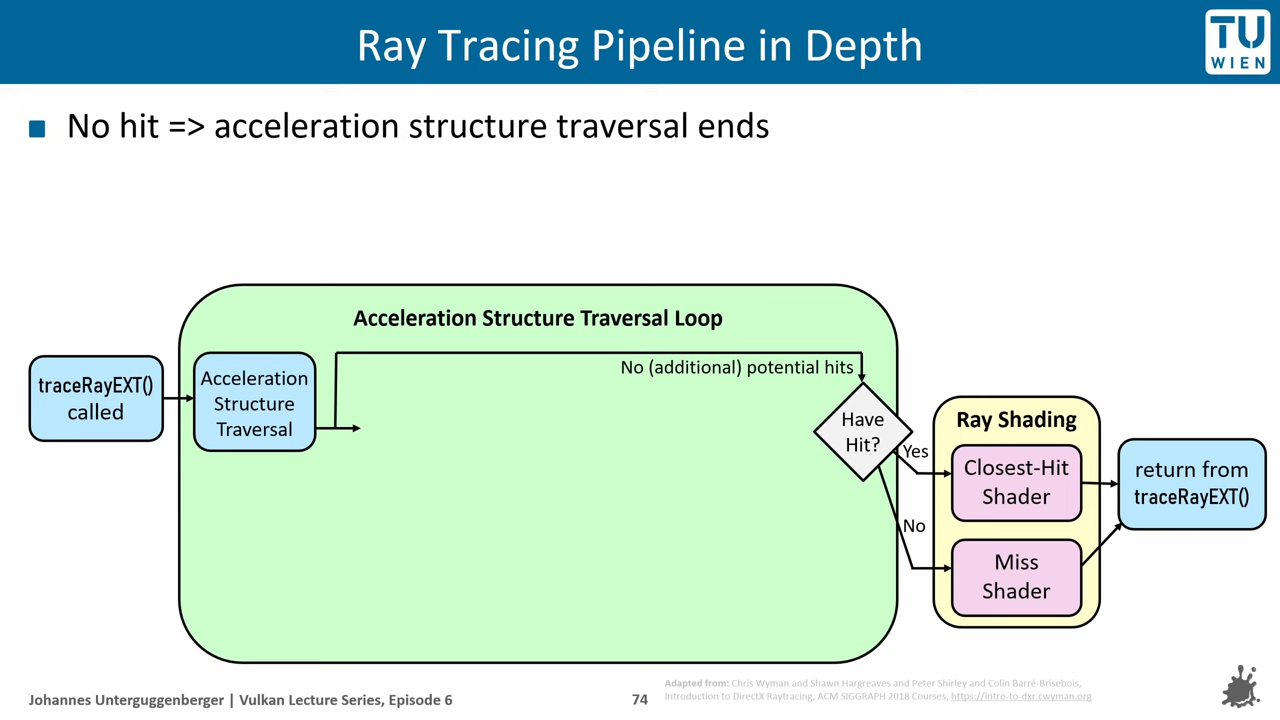 Ray Tracing Pipeline in Depth
TU
WIEN
No hit => acceleration structure traversal ends
Acceleration Structure Traversal Loop
traceRayEXT()
called
Acceleration
Structure
Traversal
No (additional) potential hits
Have
Hit?
Yes
No
Ray Shading
Closest-Hit
Shader
Miss
Shader
return from
traceRayEXT()
Johannes Unterguggenberger | Vulkan Lecture Series, Episode 6
74
Adapted from: Chris Wyman and Shawn Hargreaves and Peter Shirley and Colin Barré-Brisebois,
Introduction to DirectX Raytracing, ACM SIGGRAPH 2018 Courses, https://intro-to-dxr.cwyman.org